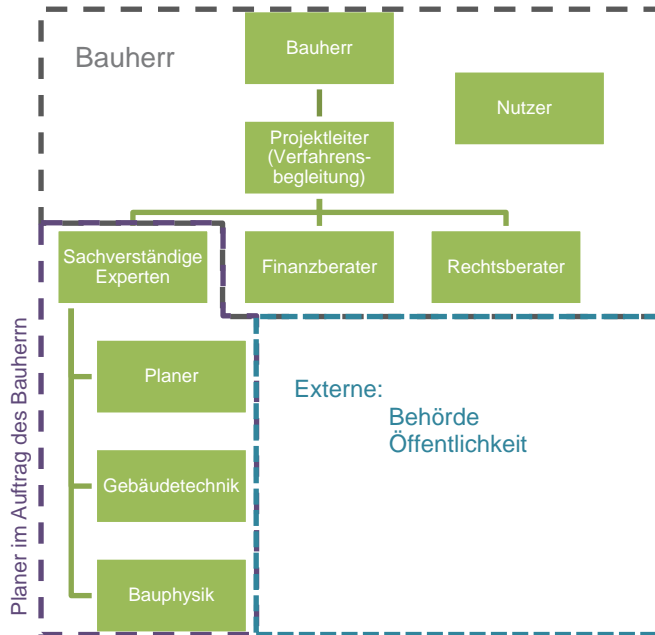 Bauherr
Bauherr
Nutzer
Projektleiter
(Verfahrens-
begleitung)
Sachverständige
Experten
Finanzberater
Rechtsberater
Planer
Gebäudetechnik
Bauphysik
Planer im Auftrag des Bauherrn
Externe:
Behörde
Öffentlichkeit